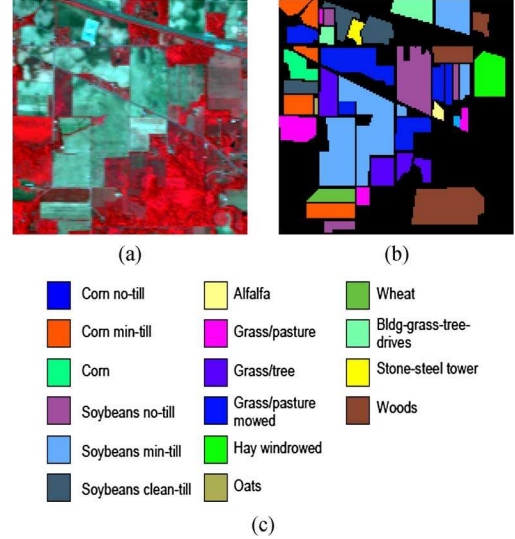 (a)
(b)
Corn no-till
Corn min-till
Corn
Soybeans no-till
Soybeans min-till
Soybeans clean-till
Alfalfa
Grass/pasture
Grass/tree
Grass/pasture
mowed
Hay windrowed
Oats
Wheat
Bldg-grass-tree-
drives
Stone-steel tower
Woods
(c)